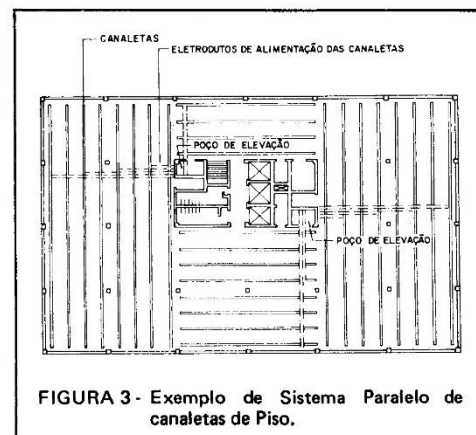 CANALETAS
ELETRODUTOS DE ALIMENTAÇÃO DAS CANALETAS
POÇO DE ELEVAÇÃO
POÇO DE ELEVAÇÃO
FIGURA 3 - Exemplo de Sistema Paralelo de
canaletas de Piso.